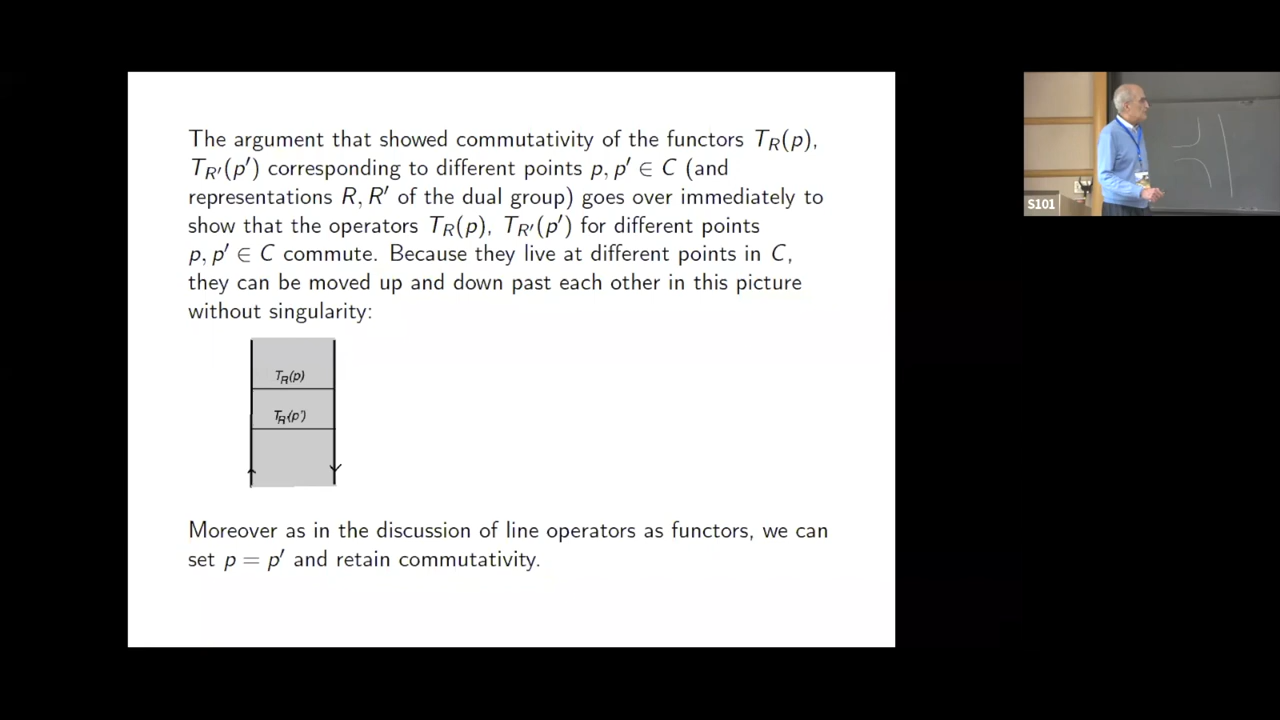 The argument that showed commutativity of the functors T_R(p),
T_R′(p′) corresponding to different points p, p′ ∈ C (and
representations R, R′ of the dual group) goes over immediately to
show that the operators T_R(p), T_R′(p′) for different points
p, p′ ∈ C commute. Because they live at different points in C,
they can be moved up and down past each other in this picture
without singularity:
T_R(p)
T_R′(p′)
Moreover as in the discussion of line operators as functors, we can
set p = p′ and retain commutativity.
S101